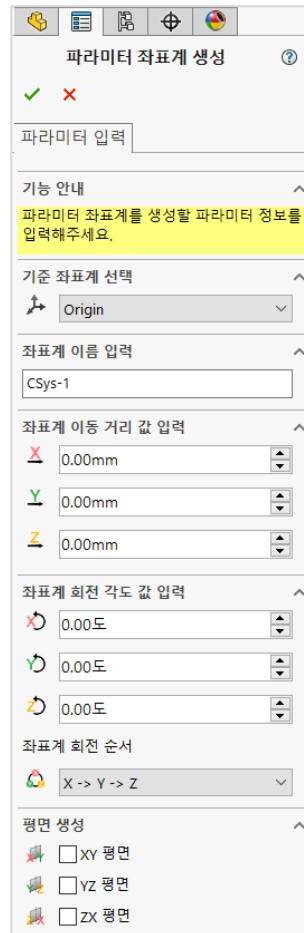 파라미터 좌표계 생성
파라미터 입력
기능 안내
파라미터 좌표계를 생성할 파라미터 정보를
입력해주세요.
기준 좌표계 선택
Origin
좌표계 이름 입력
CSys-1
좌표계 이동 거리 값 입력
X 0.00mm
Y 0.00mm
Z 0.00mm
좌표계 회전 각도 값 입력
X 0.00도
Y 0.00도
Z 0.00도
좌표계 회전 순서
X -> Y -> Z
평면 생성
XY 평면
YZ 평면
ZX 평면